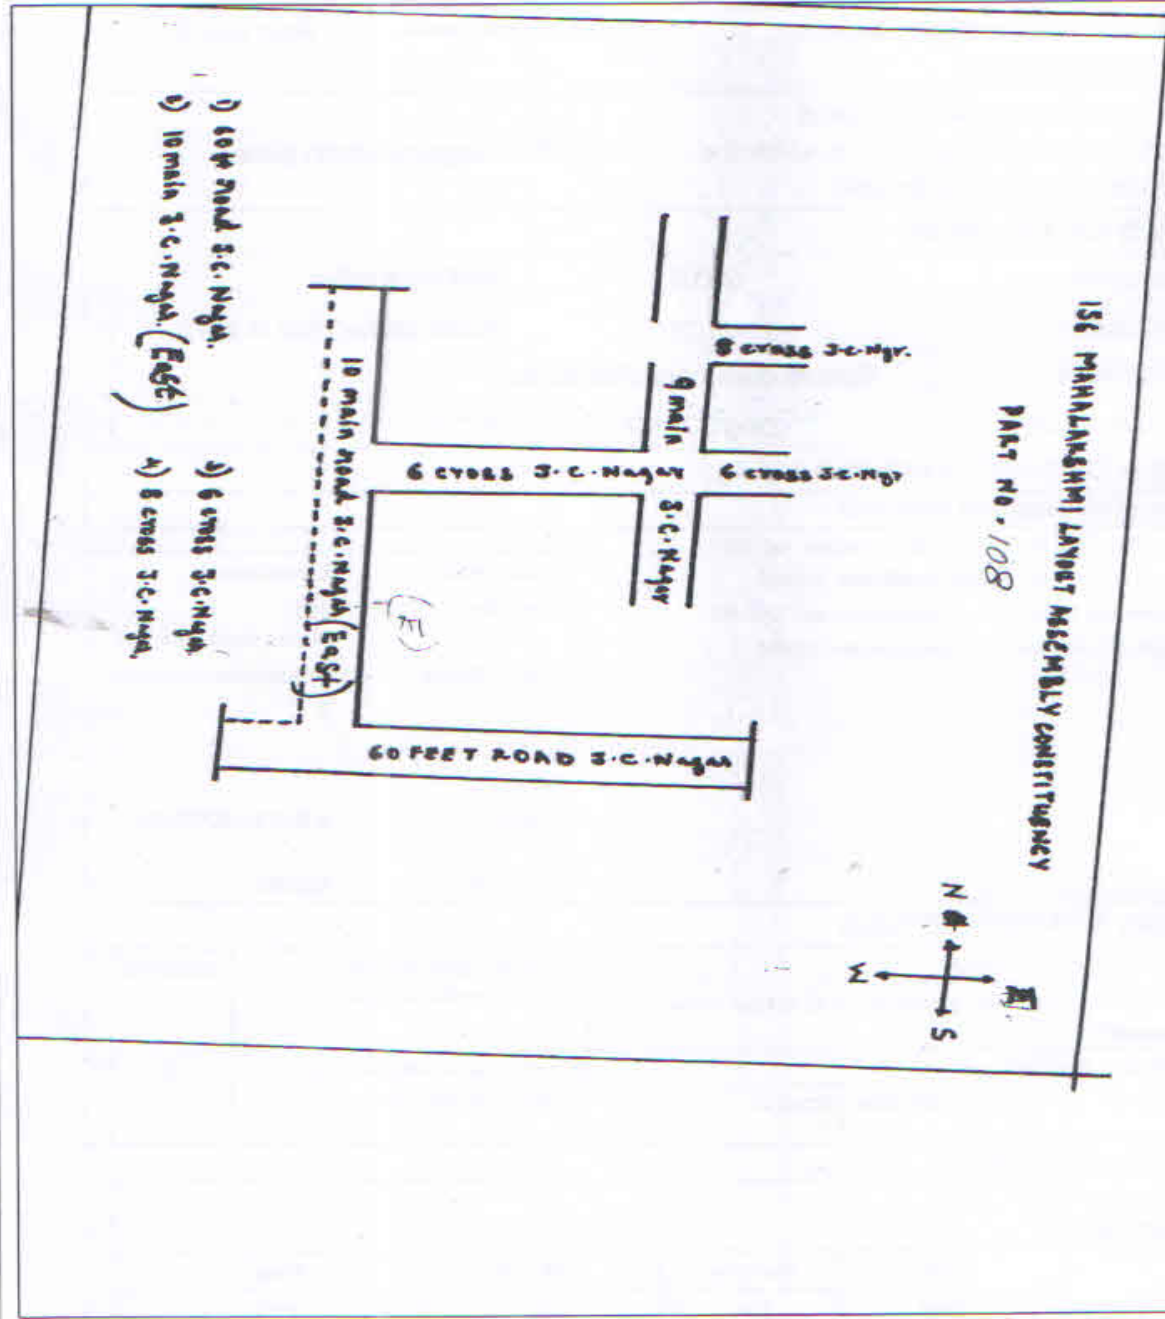 156 MAHALAKSHMI LAYOUT ASSEMBLY CONSTITUENCY
PART NO. 108
N
S
W
8 CROSS J.C.Ngr.
9 main
S.C.Nagar
6 CROSS J.C.Nagar
6 CROSS J.C.Ngr
10 main road S.C.Nagar (East)
(E)
60 FEET ROAD J.C.Nagar
1) 60ft road S.C.Nagar.
2) 10main S.C.Nagar. (East)
3) 6 CROSS J.C.Nagar
4) 8 CROSS J.C.Nagar.